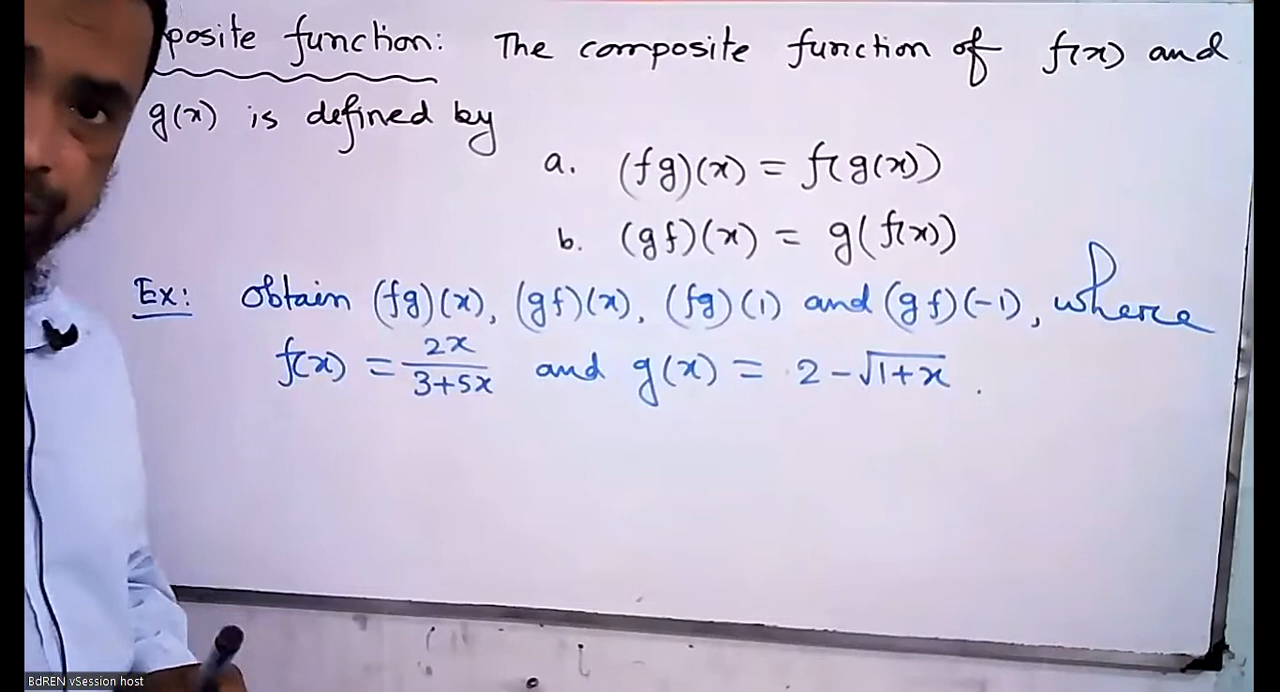 posite function: The composite function of f(x) and
g(x) is defined by
a. (fg)(x) = f(g(x))
b. (gf)(x) = g(f(x))
Ex: Obtain (fg)(x), (gf)(x), (fg)(1) and (gf)(-1), where
f(x) = 2x/(3+5x) and g(x) = 2-√(1+x).
BdREN vSession host